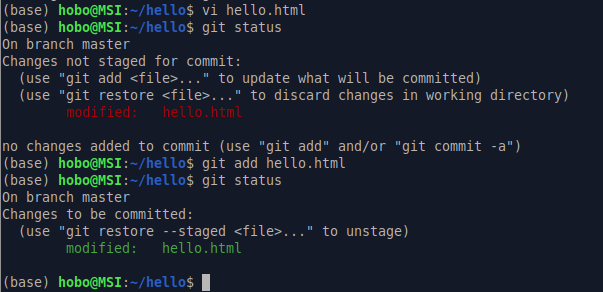 (base) hobo@MSI:~/hello$ vi hello.html
(base) hobo@MSI:~/hello$ git status
On branch master
Changes not staged for commit:
  (use "git add <file>..." to update what will be committed)
  (use "git restore <file>..." to discard changes in working directory)
        modified:   hello.html

no changes added to commit (use "git add" and/or "git commit -a")
(base) hobo@MSI:~/hello$ git add hello.html
(base) hobo@MSI:~/hello$ git status
On branch master
Changes to be committed:
  (use "git restore --staged <file>..." to unstage)
        modified:   hello.html

(base) hobo@MSI:~/hello$